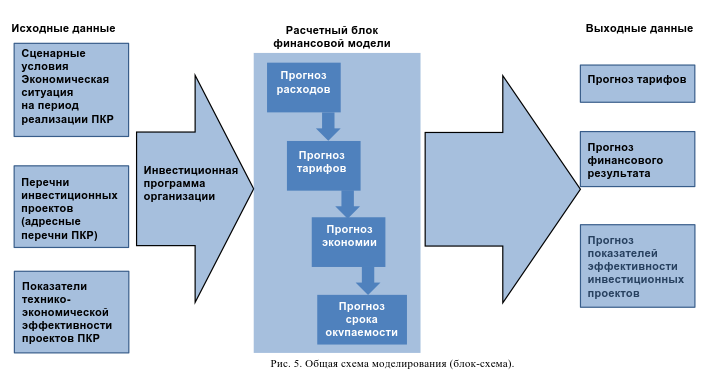 Исходные данные
Сценарные
условия
Экономическая
ситуация
на период
реализации ПКР
Перечни
инвестиционных
проектов
(адресные
перечни ПКР)
Показатели
технико-
экономической
эффективности
проектов ПКР
Инвестиционная
программа
организации
Расчетный блок
финансовой модели
Прогноз
расходов
Прогноз
тарифов
Прогноз
экономии
Прогноз
срока
окупаемости
Выходные данные
Прогноз тарифов
Прогноз
финансового
результата
Прогноз
показателей
эффективности
инвестиционных
проектов
Рис. 5. Общая схема моделирования (блок-схема).